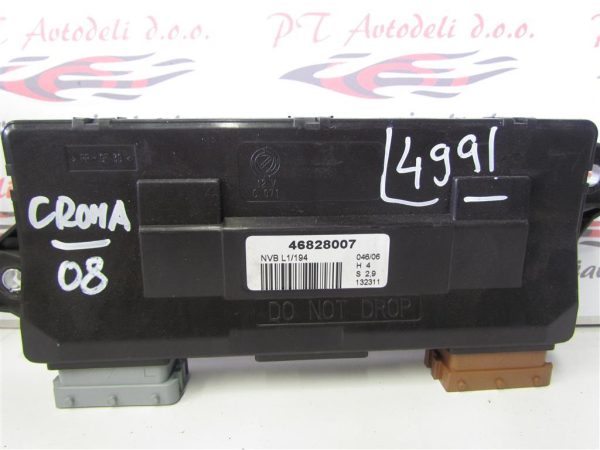 PT Avtodeli d.o.o.
PT Avtodeli d.o.o.
4991
CROMA
08
12 V
46828007
NVB L1/194
046/06
H 4
S 2,9
132311
DO NOT DROP